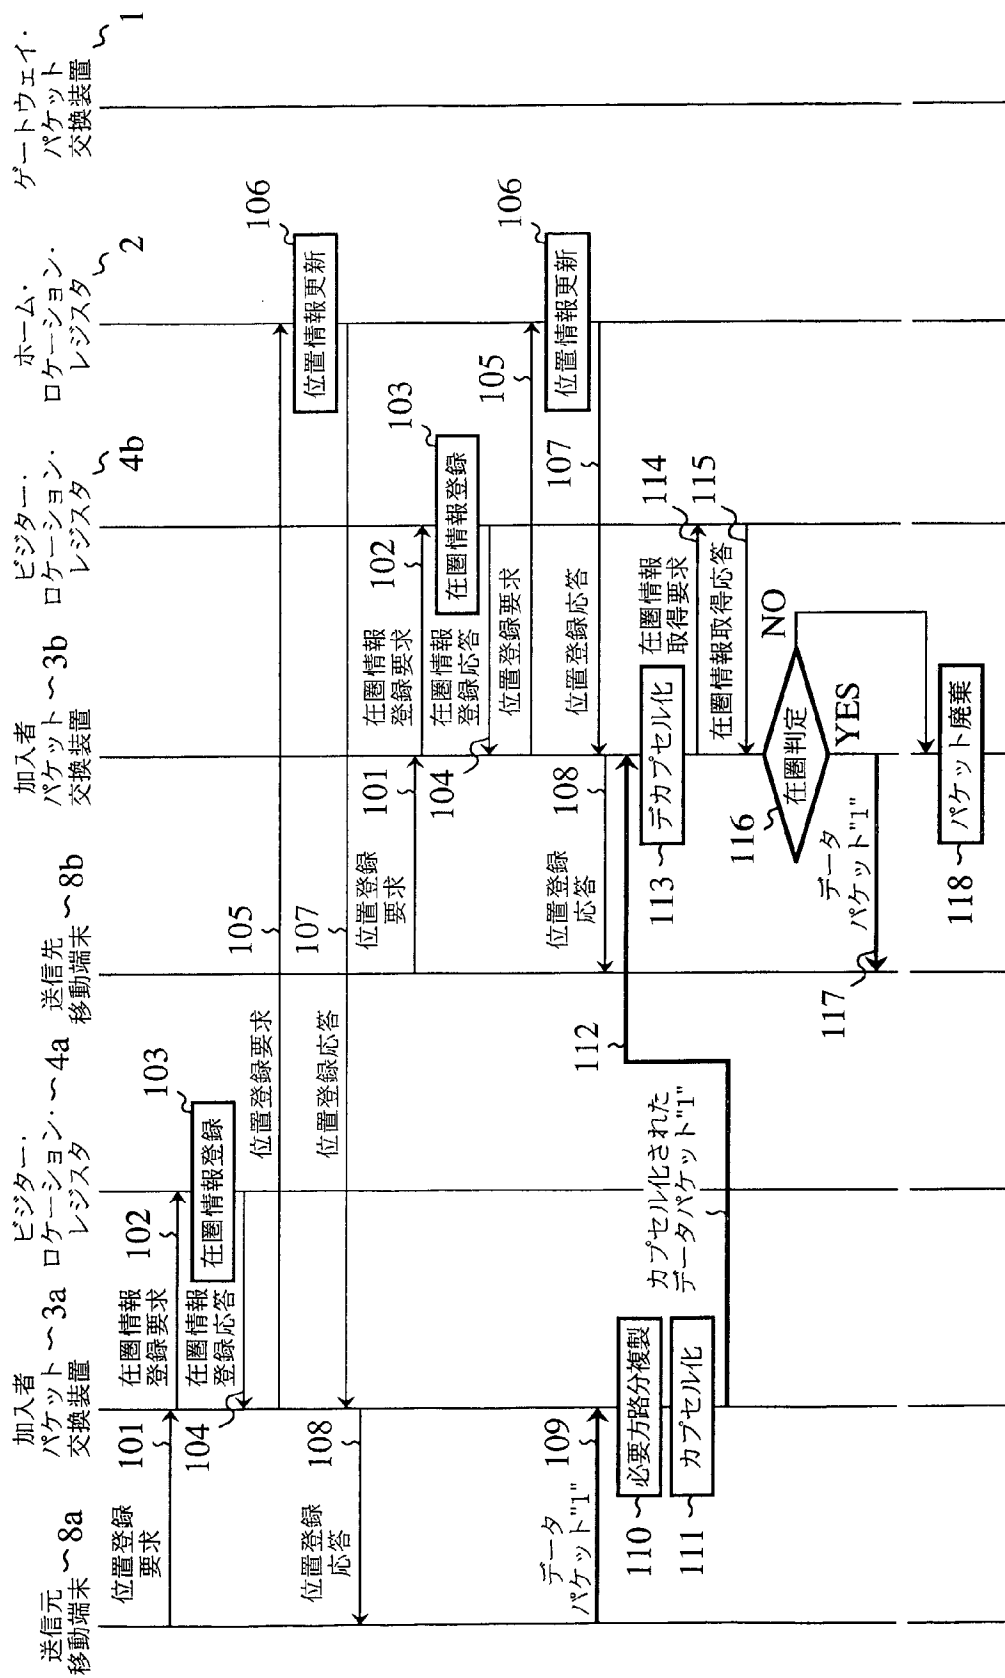 送信元
移動端末
8a
加入者
パケット
交換装置
3a
ビジター・
ロケーション・
レジスタ
4a
送信先
移動端末
8b
加入者
パケット
交換装置
3b
ビジター・
ロケーション・
レジスタ
4b
ホーム・
ロケーション・
レジスタ
2
ゲートウェイ・
パケット
交換装置
1
位置登録
要求
101
在圏情報
登録要求
102
在圏情報登録
103
在圏情報
登録応答
104
位置登録要求
105
位置情報更新
106
位置登録応答
107
位置登録
応答
108
位置登録
要求
101
在圏情報
登録要求
102
在圏情報登録
103
在圏情報
登録応答
104
位置登録要求
105
位置情報更新
106
位置登録応答
107
位置登録
応答
108
データ
パケット"1"
109
110
必要方路分複製
111
カプセル化
カプセル化された
データパケット"1"
112
113
デカプセル化
在圏情報
取得要求
114
在圏情報取得応答
115
116
在圏判定
NO
YES
データ
パケット"1"
117
118
パケット廃棄